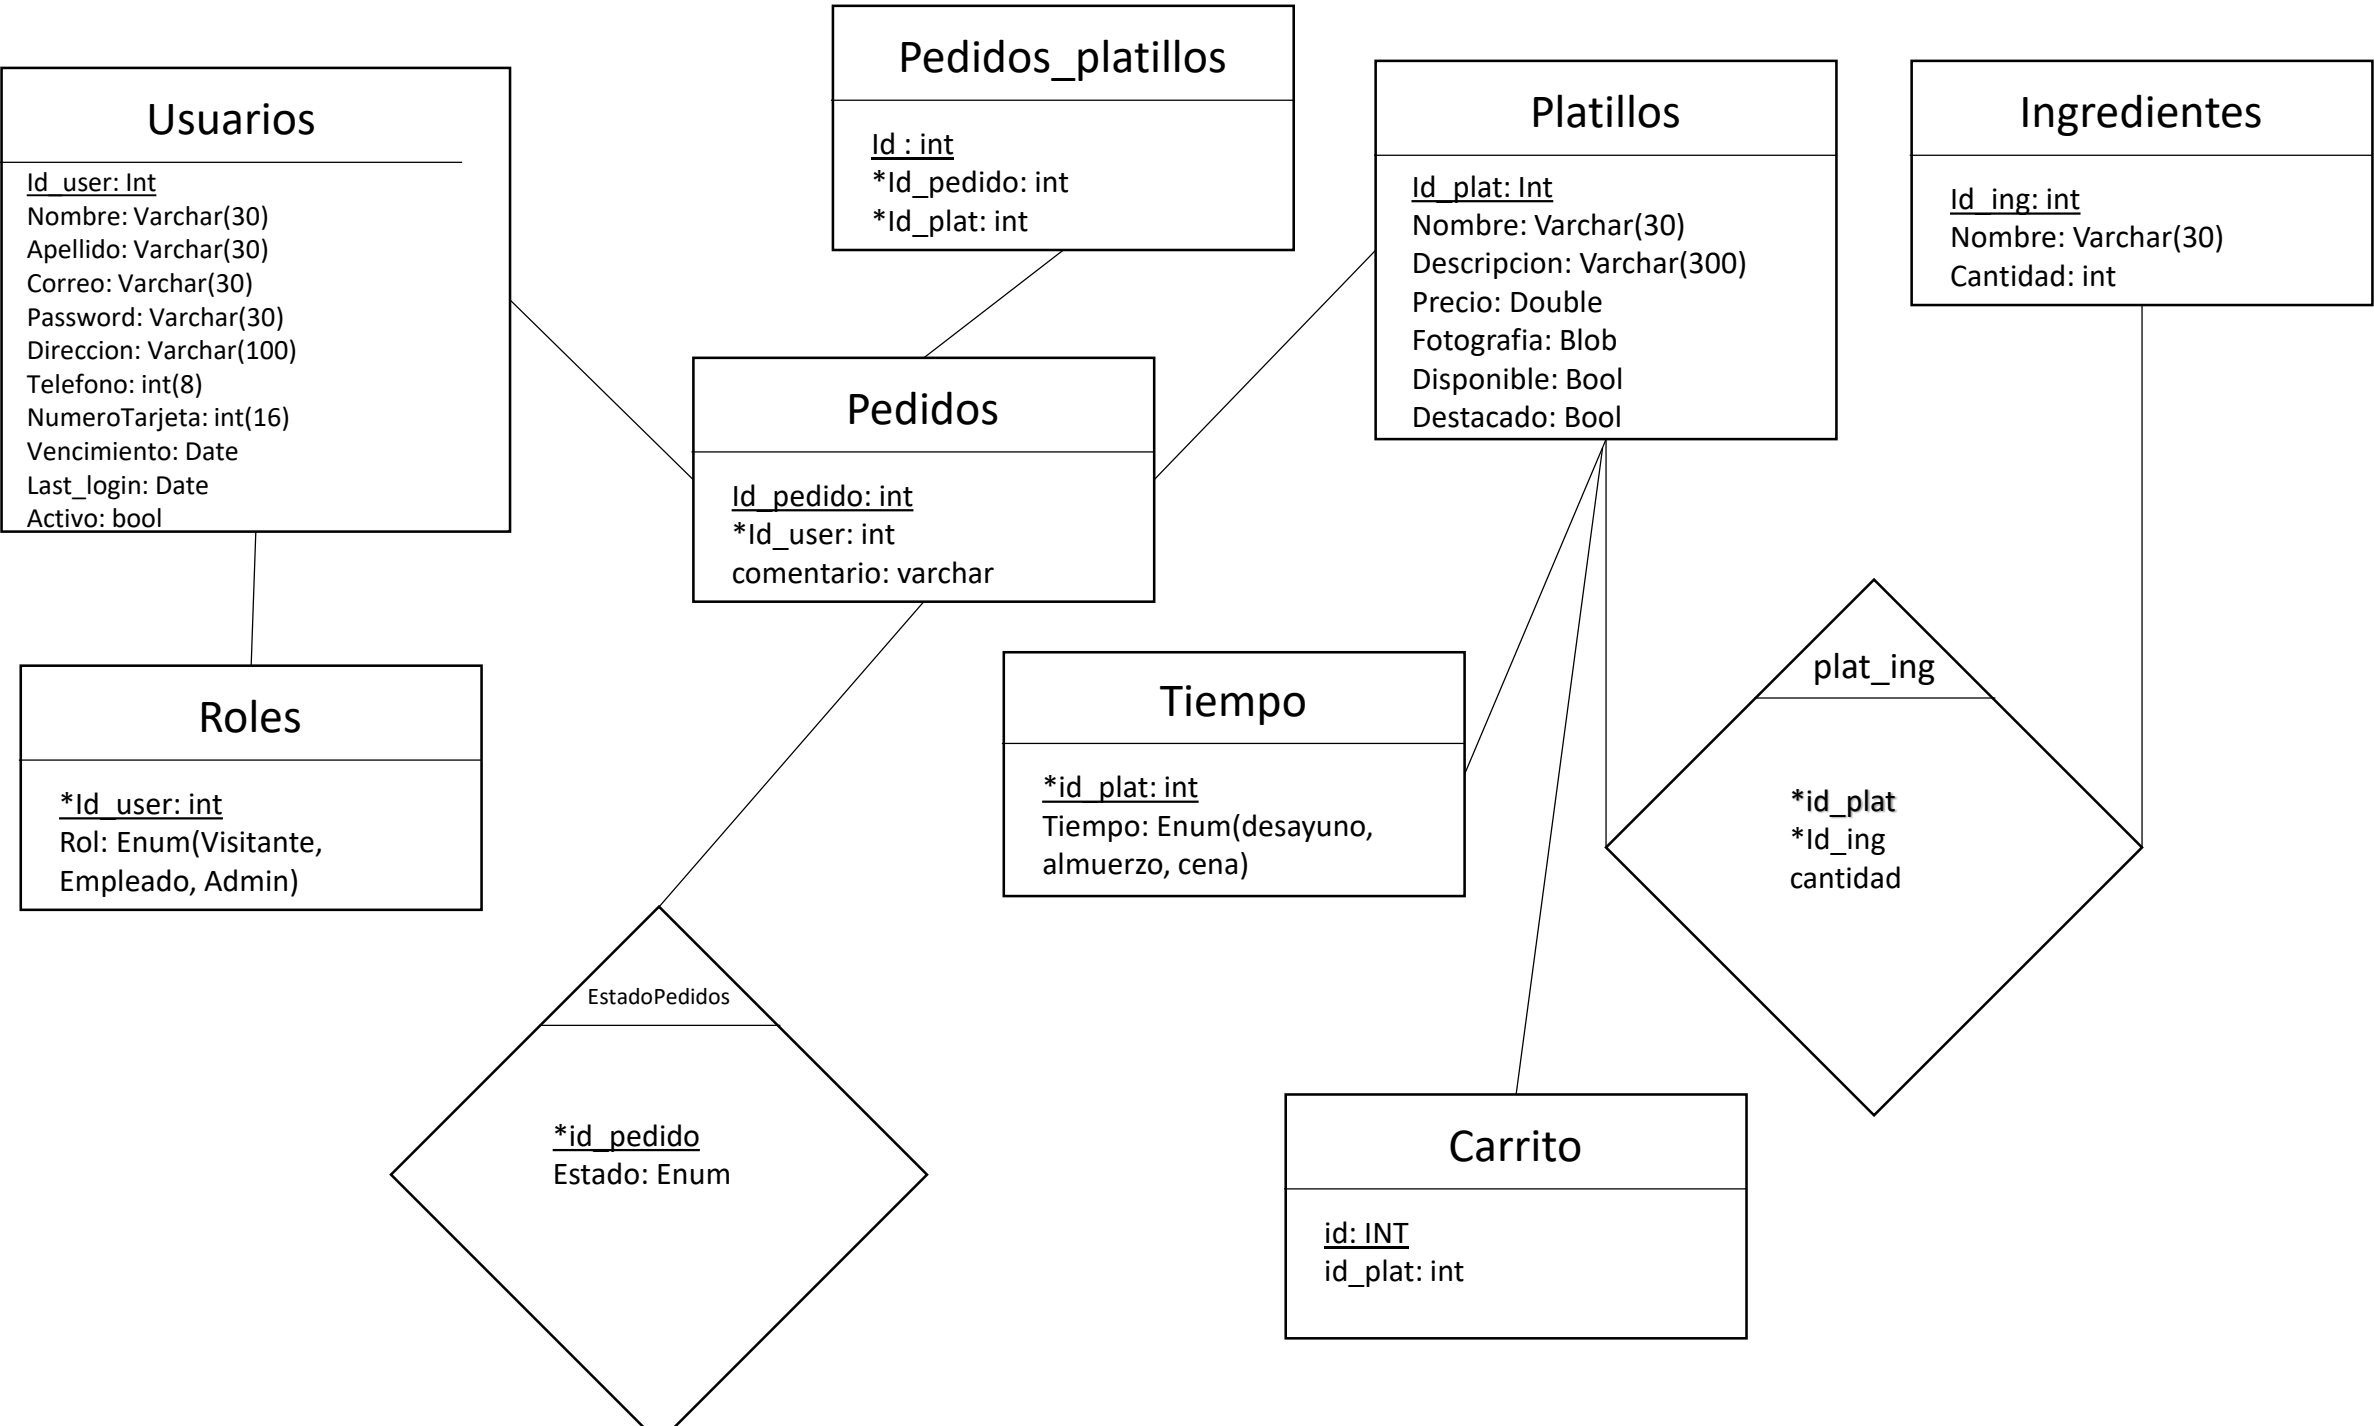 Usuarios
Id_user: Int
Nombre: Varchar(30)
Apellido: Varchar(30)
Correo: Varchar(30)
Password: Varchar(30)
Direccion: Varchar(100)
Telefono: int(8)
NumeroTarjeta: int(16)
Vencimiento: Date
Last_login: Date
Activo: bool
Pedidos_platillos
Id : int
*Id_pedido: int
*Id_plat: int
Platillos
Id_plat: Int
Nombre: Varchar(30)
Descripcion: Varchar(300)
Precio: Double
Fotografia: Blob
Disponible: Bool
Destacado: Bool
Ingredientes
Id_ing: int
Nombre: Varchar(30)
Cantidad: int
Pedidos
Id_pedido: int
*Id_user: int
comentario: varchar
Roles
*Id_user: int
Rol: Enum(Visitante,
Empleado, Admin)
Tiempo
*id_plat: int
Tiempo: Enum(desayuno,
almuerzo, cena)
plat_ing
*id_plat
*Id_ing
cantidad
EstadoPedidos
*id_pedido
Estado: Enum
Carrito
id: INT
id_plat: int